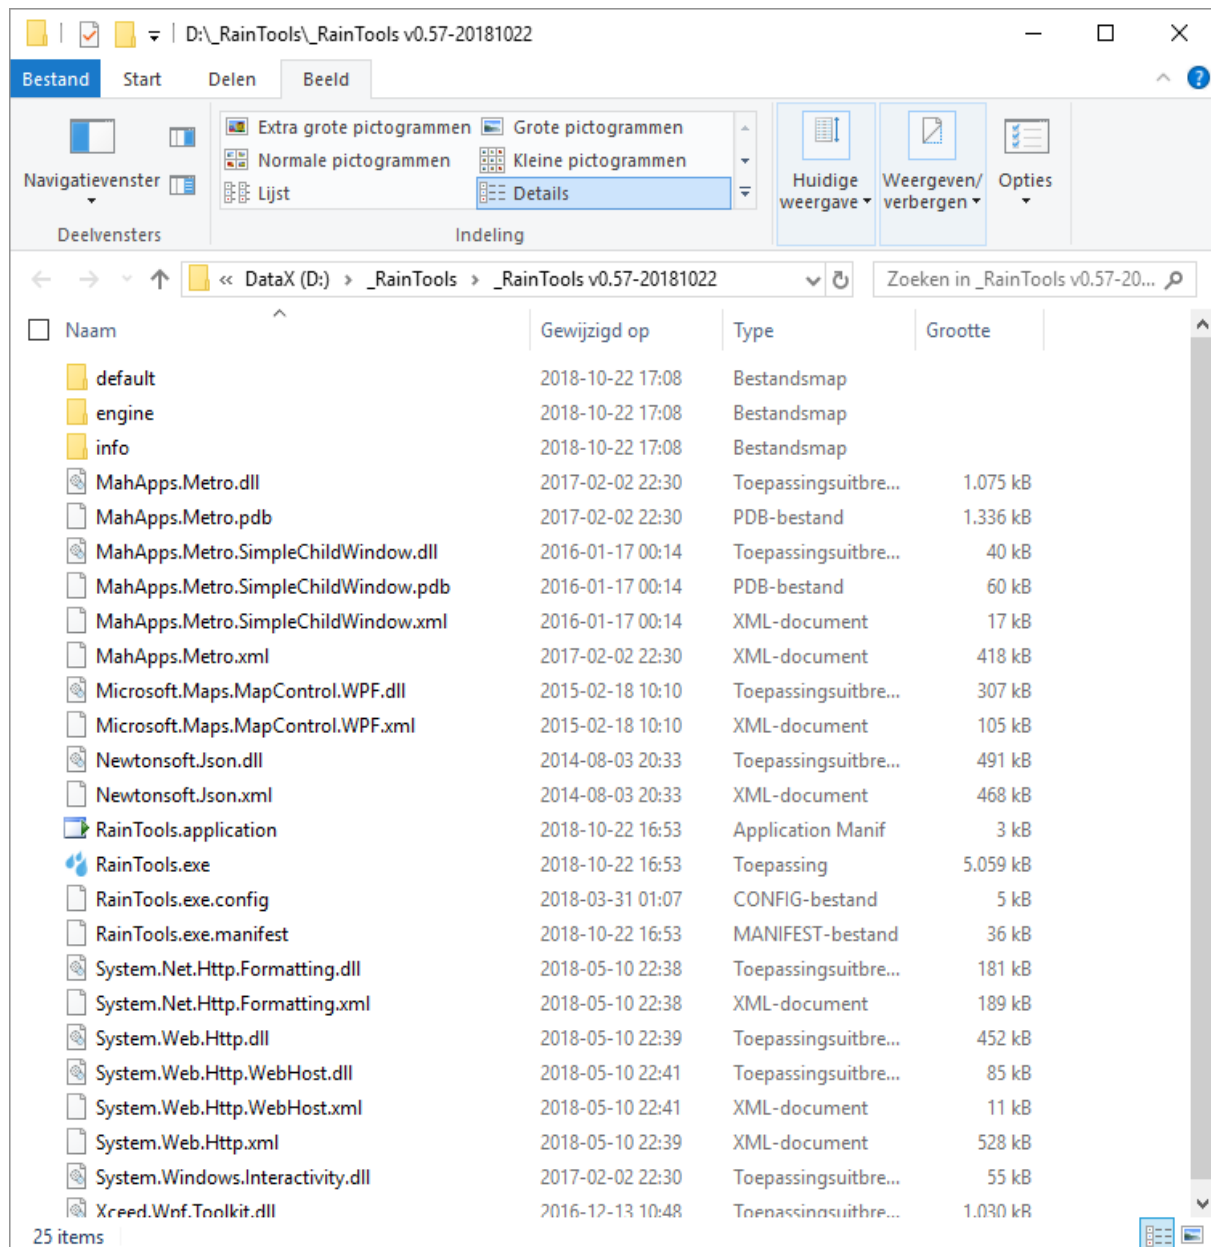 D:\_RainTools\_RainTools v0.57-20181022
Bestand Start Delen Beeld
Extra grote pictogrammen Grote pictogrammen
Normale pictogrammen Kleine pictogrammen
Lijst Details
Navigatievenster
Huidige weergave
Weergeven/ verbergen
Opties
Deelvensters Indeling
« DataX (D:) › _RainTools › _RainTools v0.57-20181022 Zoeken in _RainTools v0.57-20...
Naam Gewijzigd op Type Grootte
default 2018-10-22 17:08 Bestandsmap
engine 2018-10-22 17:08 Bestandsmap
info 2018-10-22 17:08 Bestandsmap
MahApps.Metro.dll 2017-02-02 22:30 Toepassingsuitbre... 1.075 kB
MahApps.Metro.pdb 2017-02-02 22:30 PDB-bestand 1.336 kB
MahApps.Metro.SimpleChildWindow.dll 2016-01-17 00:14 Toepassingsuitbre... 40 kB
MahApps.Metro.SimpleChildWindow.pdb 2016-01-17 00:14 PDB-bestand 60 kB
MahApps.Metro.SimpleChildWindow.xml 2016-01-17 00:14 XML-document 17 kB
MahApps.Metro.xml 2017-02-02 22:30 XML-document 418 kB
Microsoft.Maps.MapControl.WPF.dll 2015-02-18 10:10 Toepassingsuitbre... 307 kB
Microsoft.Maps.MapControl.WPF.xml 2015-02-18 10:10 XML-document 105 kB
Newtonsoft.Json.dll 2014-08-03 20:33 Toepassingsuitbre... 491 kB
Newtonsoft.Json.xml 2014-08-03 20:33 XML-document 468 kB
RainTools.application 2018-10-22 16:53 Application Manif 3 kB
RainTools.exe 2018-10-22 16:53 Toepassing 5.059 kB
RainTools.exe.config 2018-03-31 01:07 CONFIG-bestand 5 kB
RainTools.exe.manifest 2018-10-22 16:53 MANIFEST-bestand 36 kB
System.Net.Http.Formatting.dll 2018-05-10 22:38 Toepassingsuitbre... 181 kB
System.Net.Http.Formatting.xml 2018-05-10 22:38 XML-document 189 kB
System.Web.Http.dll 2018-05-10 22:39 Toepassingsuitbre... 452 kB
System.Web.Http.WebHost.dll 2018-05-10 22:41 Toepassingsuitbre... 85 kB
System.Web.Http.WebHost.xml 2018-05-10 22:41 XML-document 11 kB
System.Web.Http.xml 2018-05-10 22:39 XML-document 528 kB
System.Windows.Interactivity.dll 2017-02-02 22:30 Toepassingsuitbre... 55 kB
Xceed.Wpf.Toolkit.dll 2016-12-13 10:48 Toepassingsuitbre... 1.030 kB
25 items